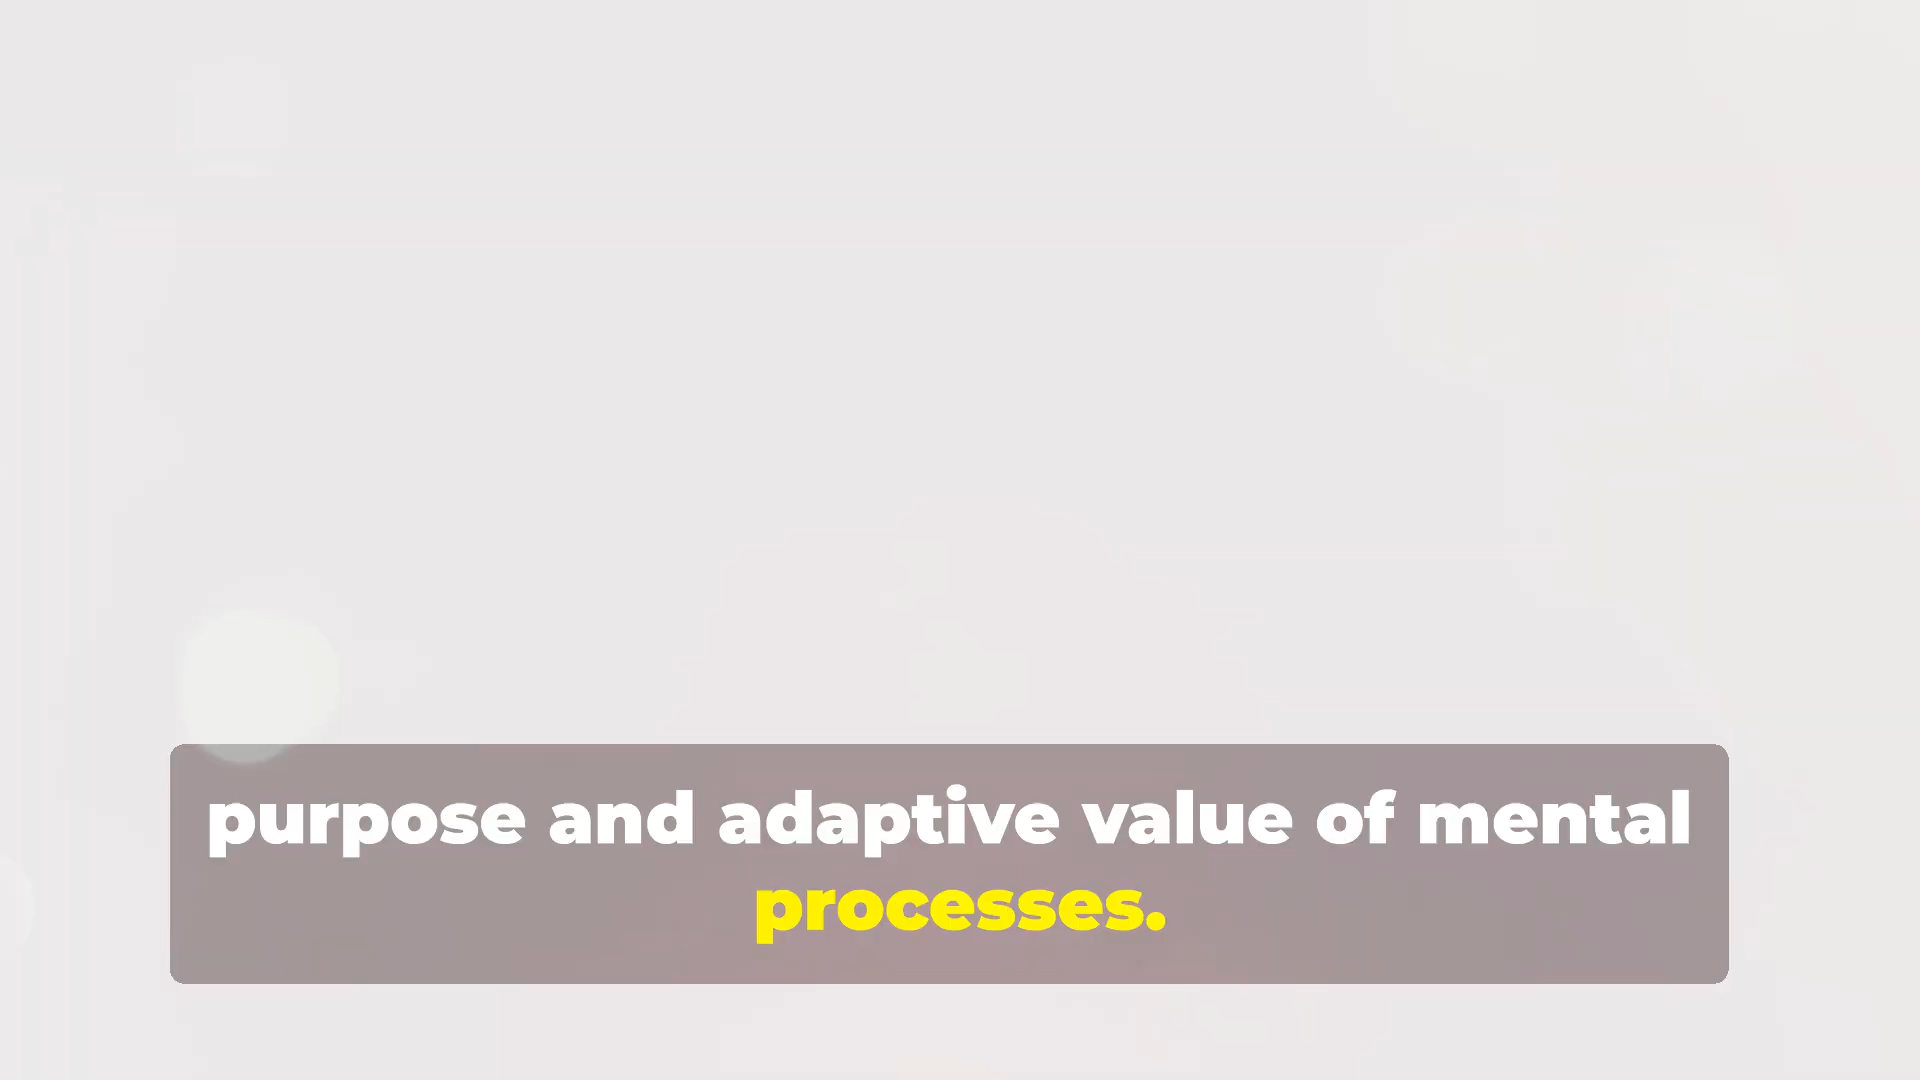 purpose and adaptive value of mental
processes.